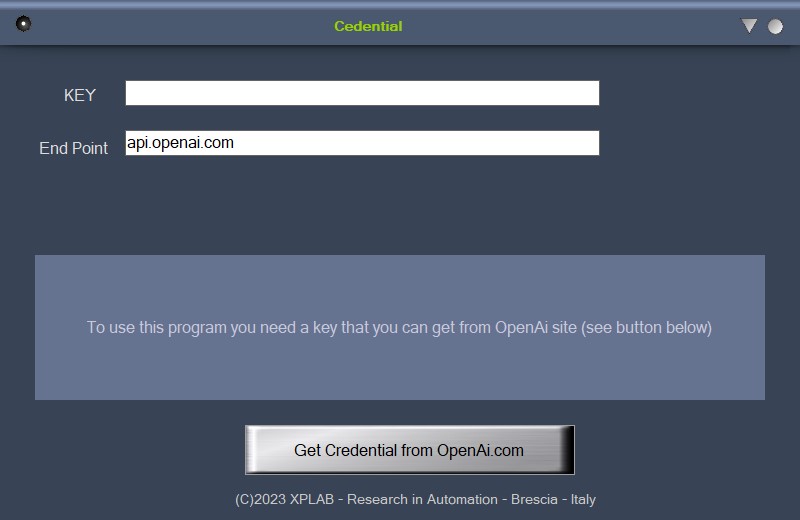 Cedential
KEY
End Point api.openai.com
To use this program you need a key that you can get from OpenAi site (see button below)
Get Credential from OpenAi.com
(C)2023 XPLAB - Research in Automation - Brescia - Italy